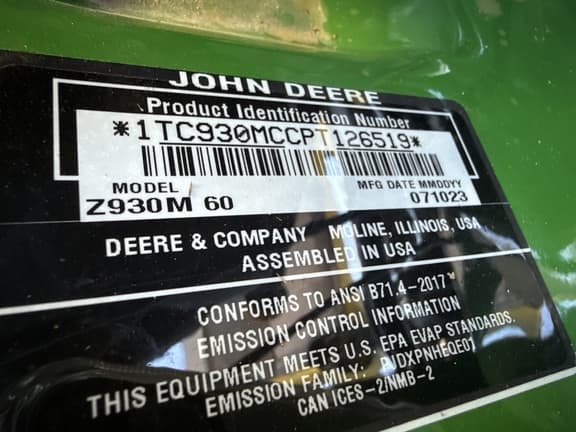 JOHN DEERE
Product Identification Number
*1TC930MCCPT126519*
MODEL MFG DATE MMDDYY
Z930M 60 071023
DEERE & COMPANY MOLINE, ILLINOIS, USA
ASSEMBLED IN USA
CONFORMS TO ANSI B71.4-2017
EMISSION CONTROL INFORMATION
THIS EQUIPMENT MEETS U.S. EPA EVAP STANDARDS.
EMISSION FAMILY:
CAN ICES-2/NMB-2